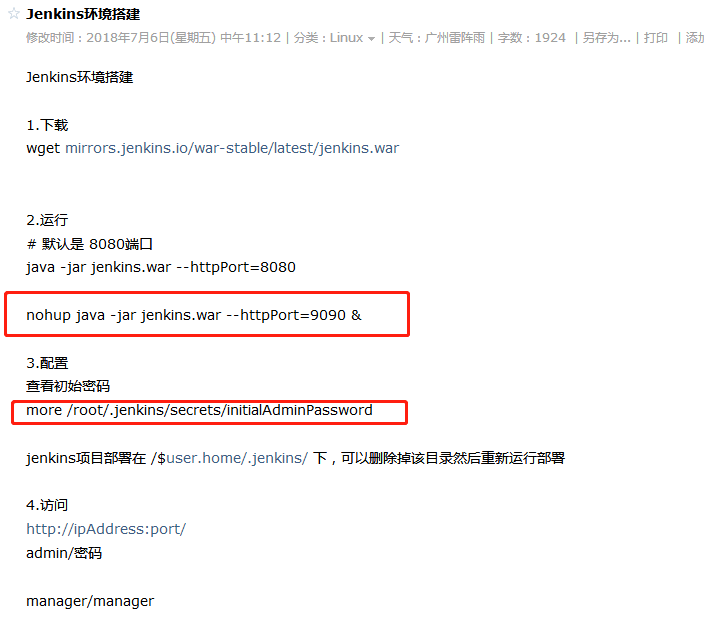 ☆ Jenkins环境搭建
修改时间：2018年7月6日(星期五) 中午11:12 | 分类：Linux | 天气：广州雷阵雨 | 字数：1924 | 另存为... | 打印 | 添加
Jenkins环境搭建
1.下载
wget mirrors.jenkins.io/war-stable/latest/jenkins.war
2.运行
# 默认是 8080端口
java -jar jenkins.war --httpPort=8080
nohup java -jar jenkins.war --httpPort=9090 &
3.配置
查看初始密码
more /root/.jenkins/secrets/initialAdminPassword
jenkins项目部署在 /$user.home/.jenkins/ 下，可以删除掉该目录然后重新运行部署
4.访问
http://ipAddress:port/
admin/密码
manager/manager